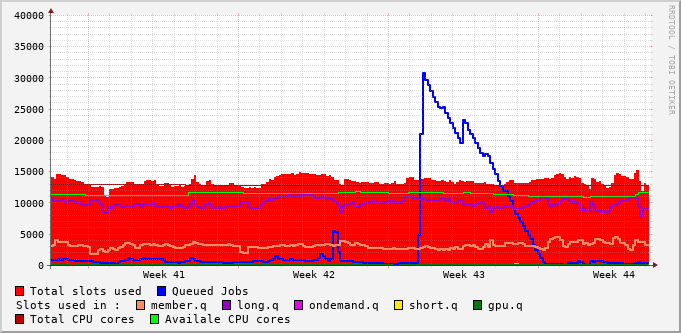 RRDTOOL / TOBI OETIKER
40000
35000
30000
25000
20000
15000
10000
5000
0
Week 41 Week 42 Week 43 Week 44
Total slots used Queued Jobs
Slots used in : member.q long.q ondemand.q short.q gpu.q
Total CPU cores Availale CPU cores